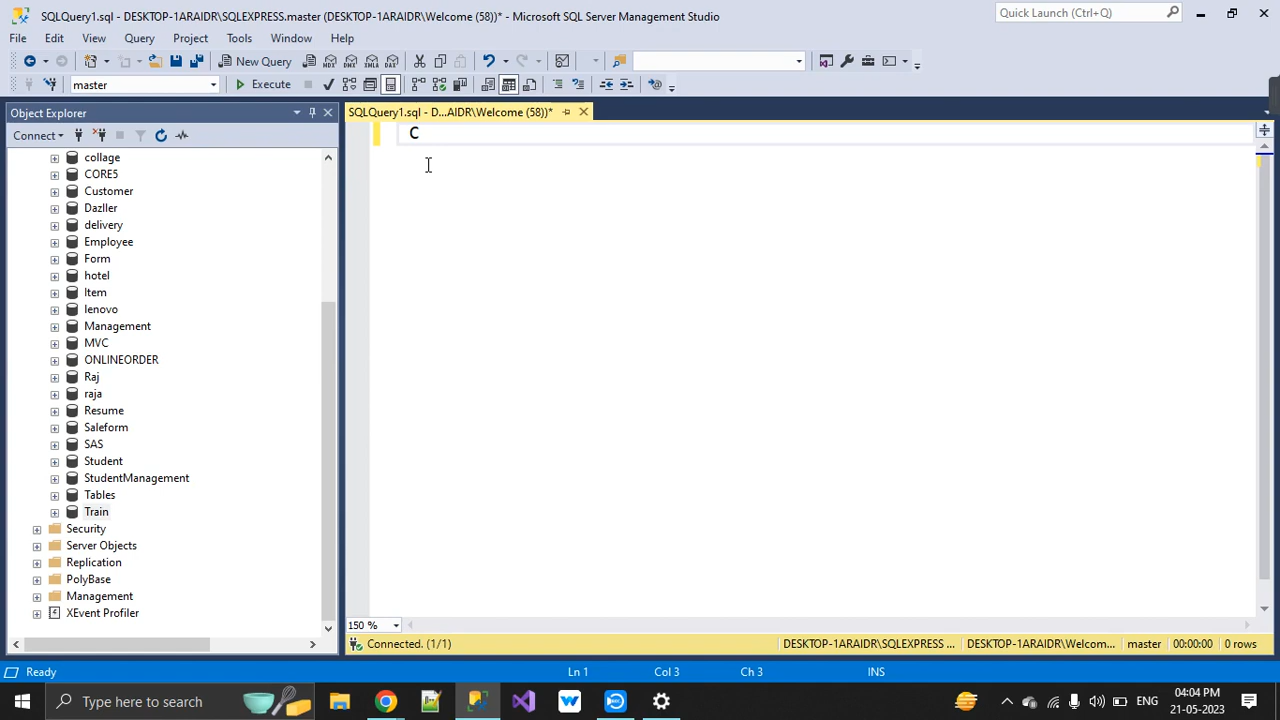 SQLQuery1.sql - DESKTOP-1ARAIDR\SQLEXPRESS.master (DESKTOP-1ARAIDR\Welcome (58))* - Microsoft SQL Server Management Studio
Quick Launch (Ctrl+Q)
File Edit View Query Project Tools Window Help
New Query
MDX DMX XMLA DAX
master
Execute
Object Explorer
SQLQuery1.sql - D...AIDR\Welcome (58))*
Connect
C
collage
CORE5
Customer
Dazller
delivery
Employee
Form
hotel
Item
lenovo
Management
MVC
ONLINEORDER
Raj
raja
Resume
Saleform
SAS
Student
StudentManagement
Tables
Train
Security
Server Objects
Replication
PolyBase
Management
XEvent Profiler
150 %
Connected. (1/1)
DESKTOP-1ARAIDR\SQLEXPRESS ...
DESKTOP-1ARAIDR\Welcom...
master
00:00:00
0 rows
Ready
Ln 1
Col 3
Ch 3
INS
Type here to search
ENG
04:04 PM
21-05-2023